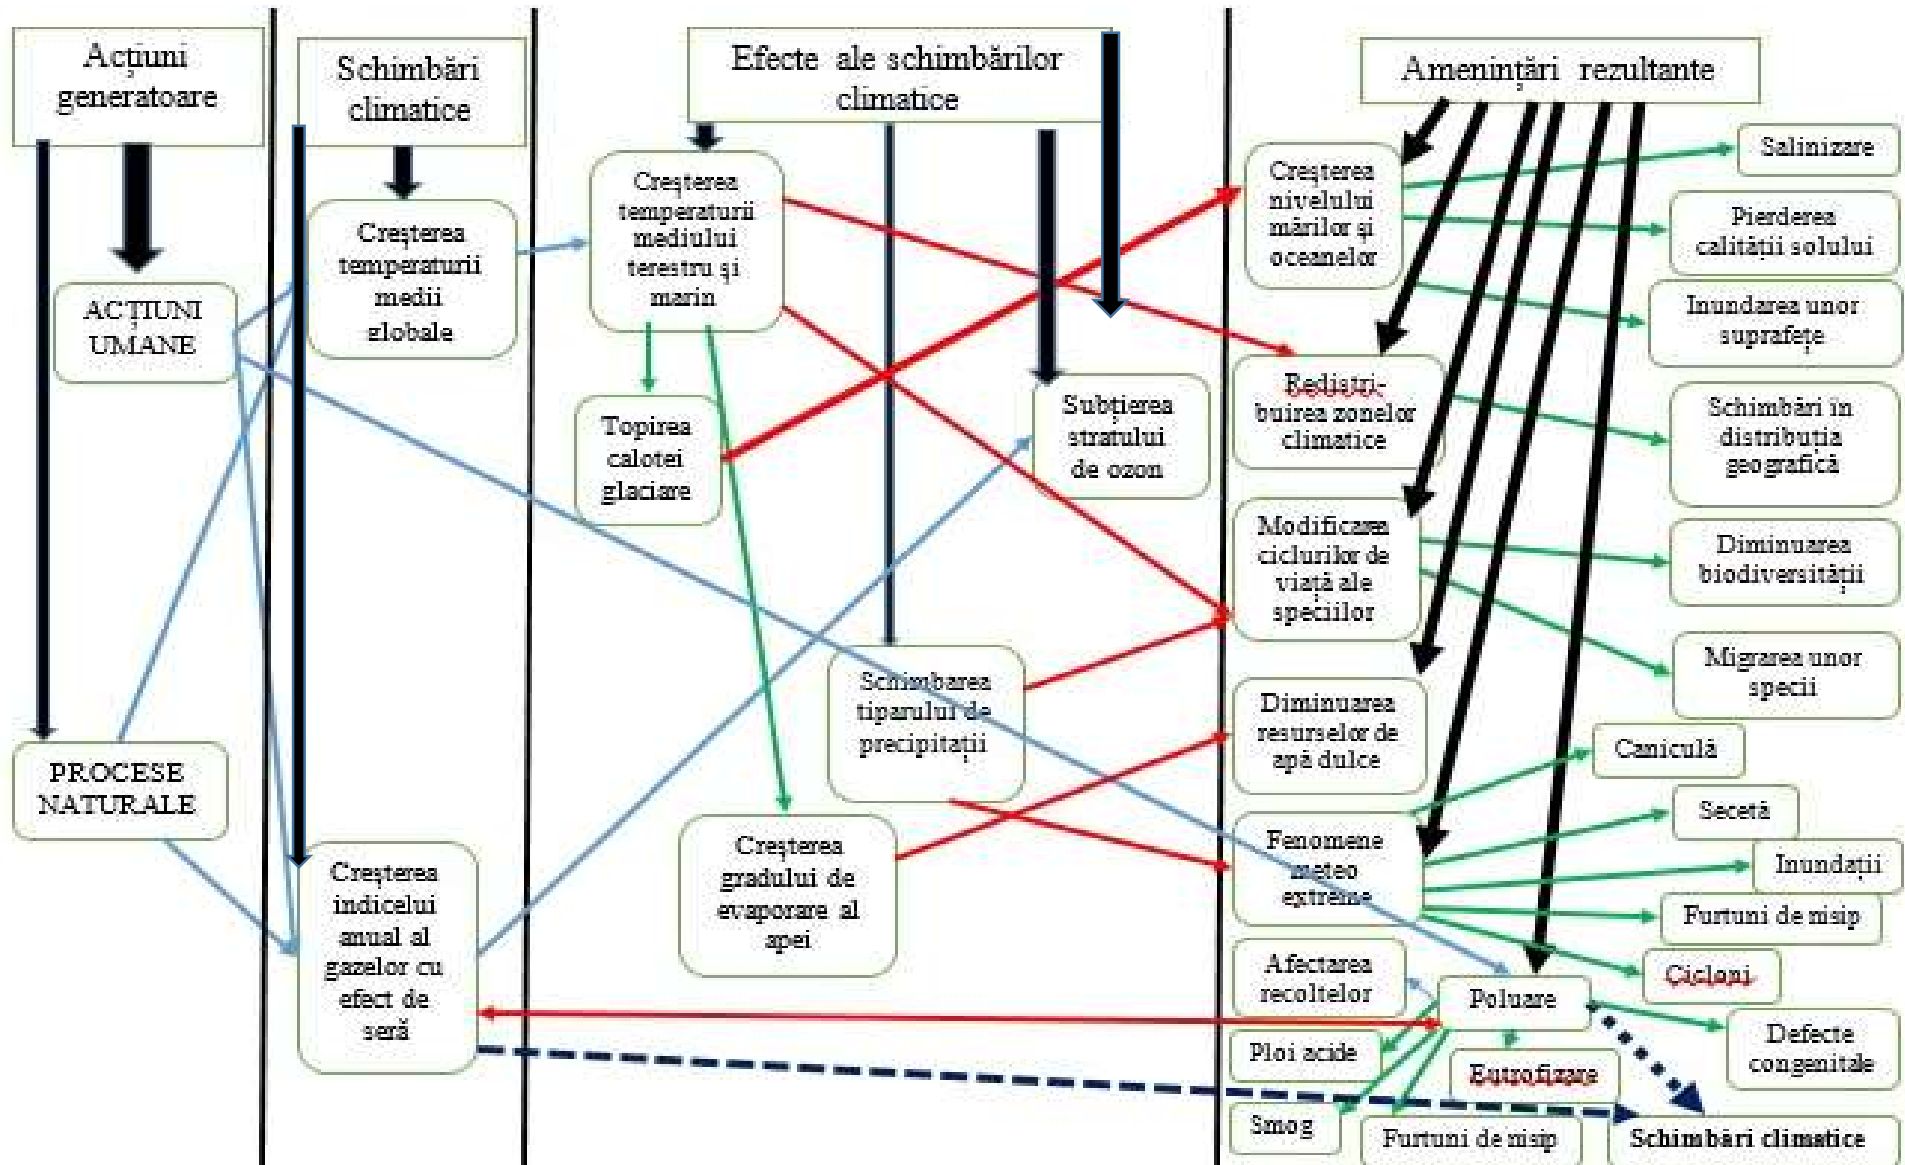 Acțiuni
generatoare
ACȚIUNI
UMANE
PROCESE
NATURALE
Schimbări
climatice
Creșterea
temperaturii
medii
globale
Creșterea
indicelui
anual al
gazelor cu
efect de
seră
Efecte ale schimbărilor
climatice
Creșterea
temperaturii
mediului
terestru și
marin
Topirea
calotei
glaciare
Subțierea
stratului
de ozon
Schimbarea
tiparului de
precipitații
Creșterea
gradului de
evaporare al
apei
Amenințări rezultante
Creșterea
nivelului
mărilor și
oceanelor
Salinizare
Pierderea
calității solului
Inundarea unor
suprafețe
Redistri-
buirea zonelor
climatice
Schimbări în
distribuția
geografică
Modificarea
ciclurilor de
viață ale
speciilor
Diminuarea
biodiversității
Migrarea unor
specii
Diminuarea
resurselor de
apă dulce
Fenomene
meteo
extreme
Caniculă
Secetă
Inundații
Furtuni de nisip
Cicloni
Afectarea
recoltelor
Poluare
Defecte
congenitale
Ploi acide
Eutrofizare
Smog
Furtuni de nisip
Schimbări climatice